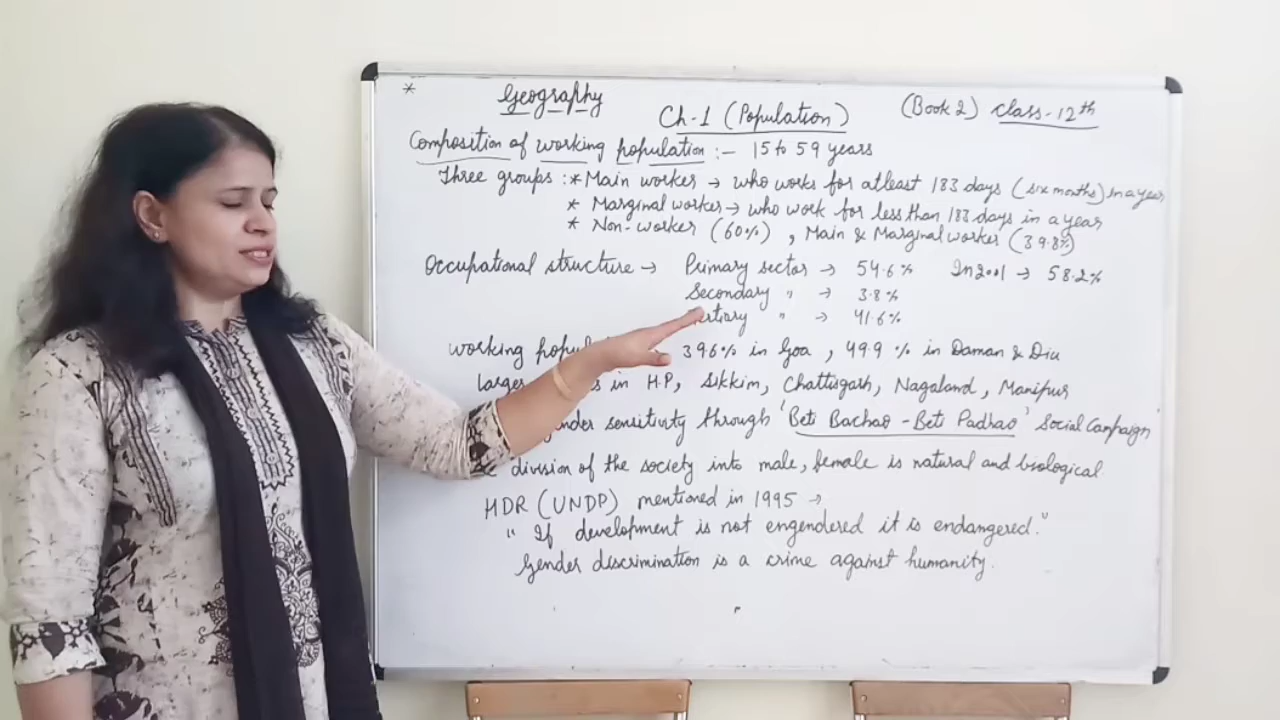 * Geography
Ch-1 (Population) (Book 2) Class-12th
Composition of working population :- 15 to 59 years
Three groups : * Main worker → who works for atleast 183 days (six months) in a year
* Marginal worker → who work for less than 183 days in a year
* Non-worker (60%) , Main & Marginal worker (39.8%)
Occupational structure → Primary sector → 54.6% In 2001 → 58.2%
Secondary " → 3.8%
Tertiary " → 41.6%
working 39.6% in Goa , 49.9 % in Daman & Diu
in H.P, Sikkim, Chattisgarh, Nagaland , Manipur
sensitivity through 'Beti Bachao - Beti Padhao' Social Campaign
division of the society into male, female is natural and biological
HDR (UNDP) mentioned in 1995 →
" If development is not engendered it is endangered."
Gender discrimination is a crime against humanity.